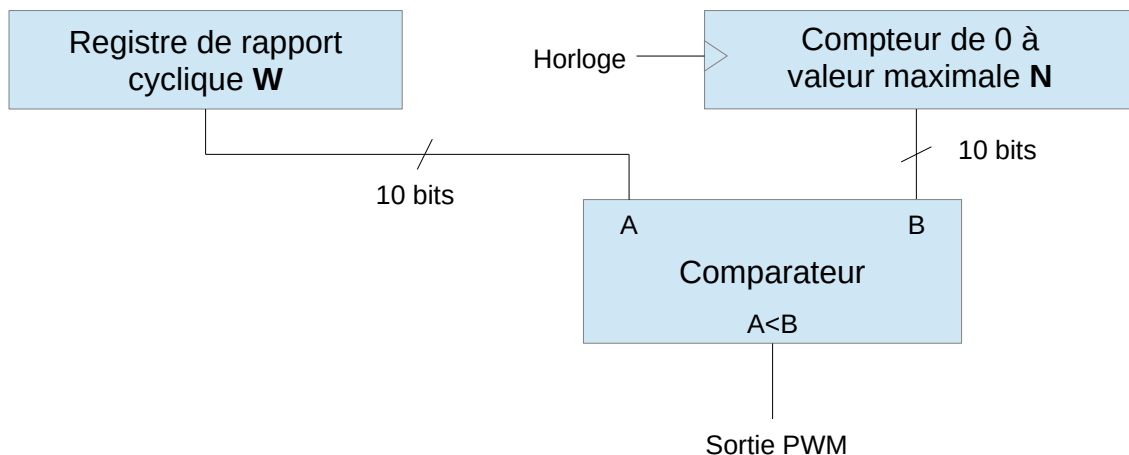 Registre de rapport
cyclique W
Horloge
Compteur de 0 à
valeur maximale N
10 bits
10 bits
A
B
Comparateur
A<B
Sortie PWM